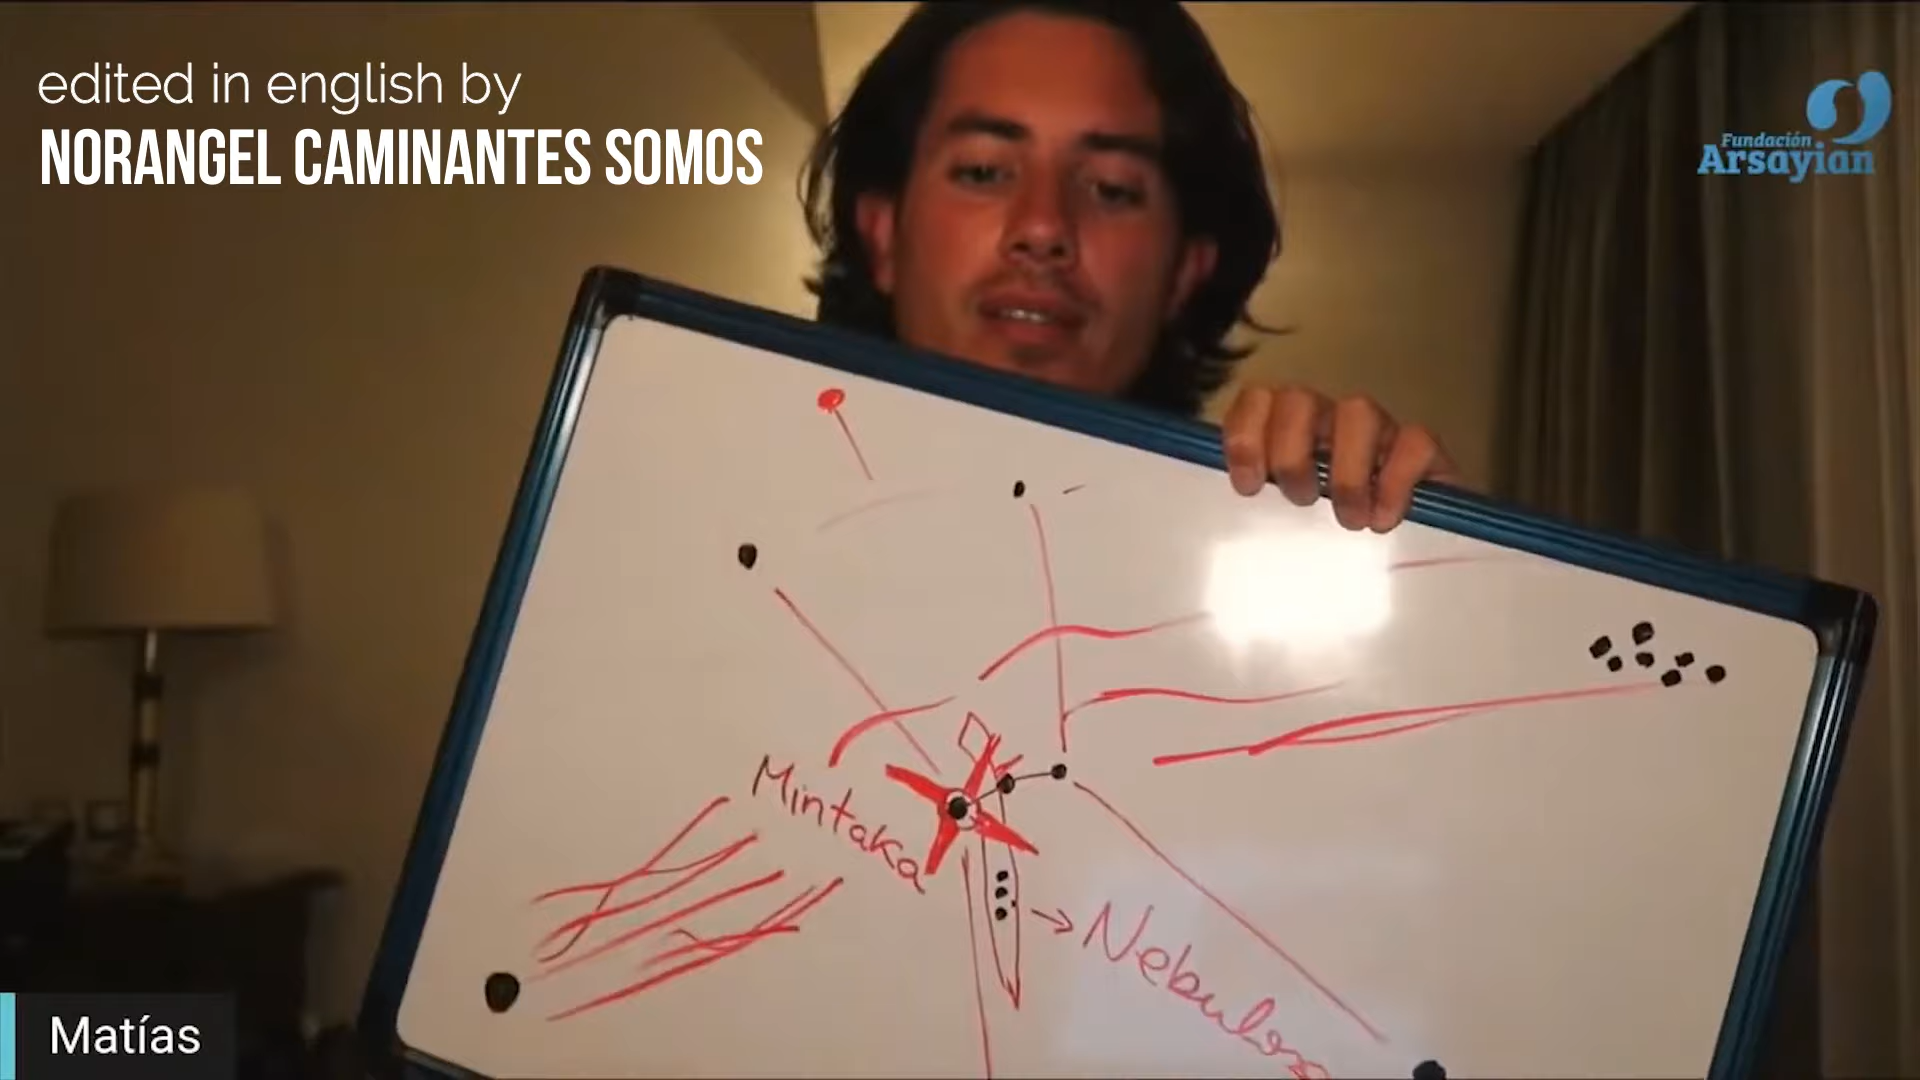 edited in english by
NORANGEL CAMINANTES SOMOS
Fundación
Arsayian
Mintaka
Nebulosa
Matías